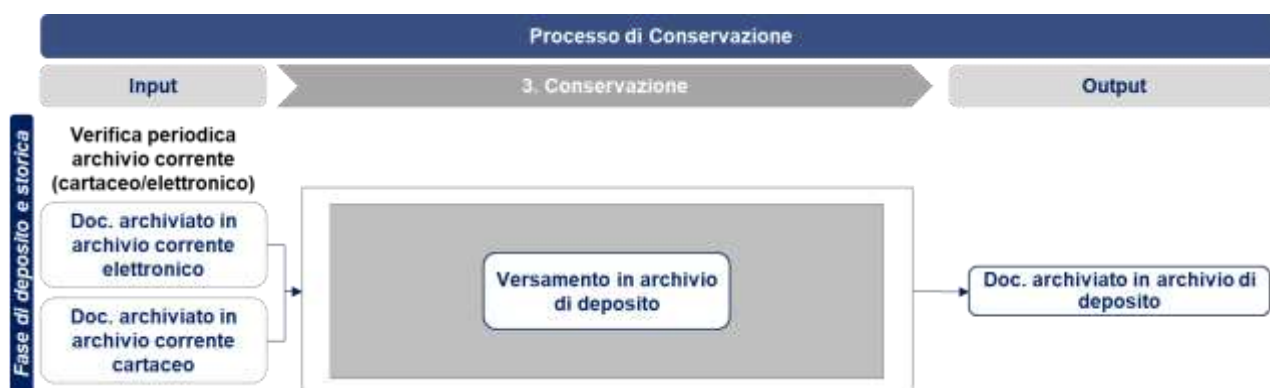 Processo di Conservazione
Input
3. Conservazione
Output
Fase di deposito e storica
Verifica periodica
archivio corrente
(cartaceo/elettronico)
Doc. archiviato in
archivio corrente
elettronico
Doc. archiviato in
archivio corrente
cartaceo
Versamento in archivio
di deposito
Doc. archiviato in archivio di
deposito